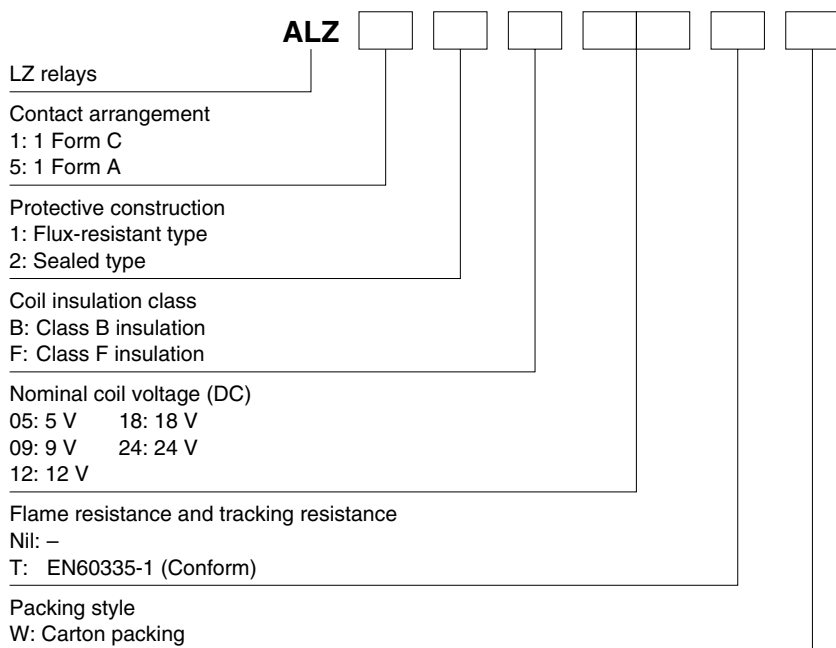 ALZ
LZ relays
Contact arrangement
1: 1 Form C
5: 1 Form A
Protective construction
1: Flux-resistant type
2: Sealed type
Coil insulation class
B: Class B insulation
F: Class F insulation
Nominal coil voltage (DC)
05: 5 V 18: 18 V
09: 9 V 24: 24 V
12: 12 V
Flame resistance and tracking resistance
Nil: –
T: EN60335-1 (Conform)
Packing style
W: Carton packing